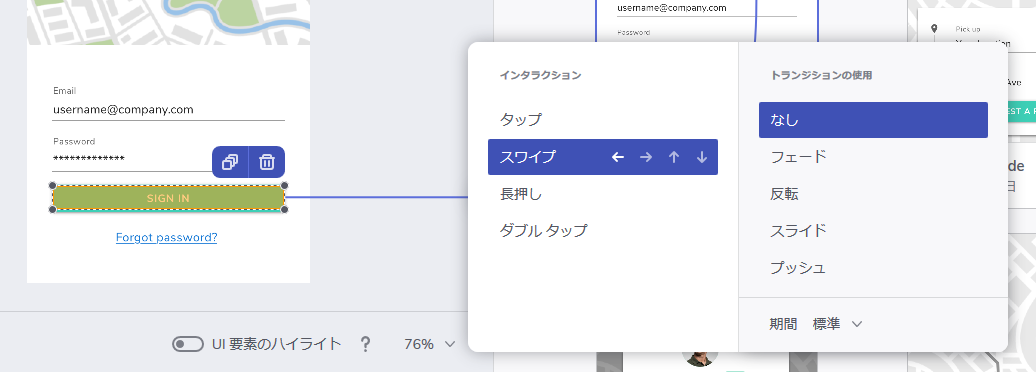 Email
username@company.com
Password
*************
SIGN IN
Forgot password?
UI 要素のハイライト
?
76%
username@company.com
Password
インタラクション
タップ
スワイプ
長押し
ダブル タップ
トランジションの使用
なし
フェード
反転
スライド
プッシュ
期間 標準
Pick up